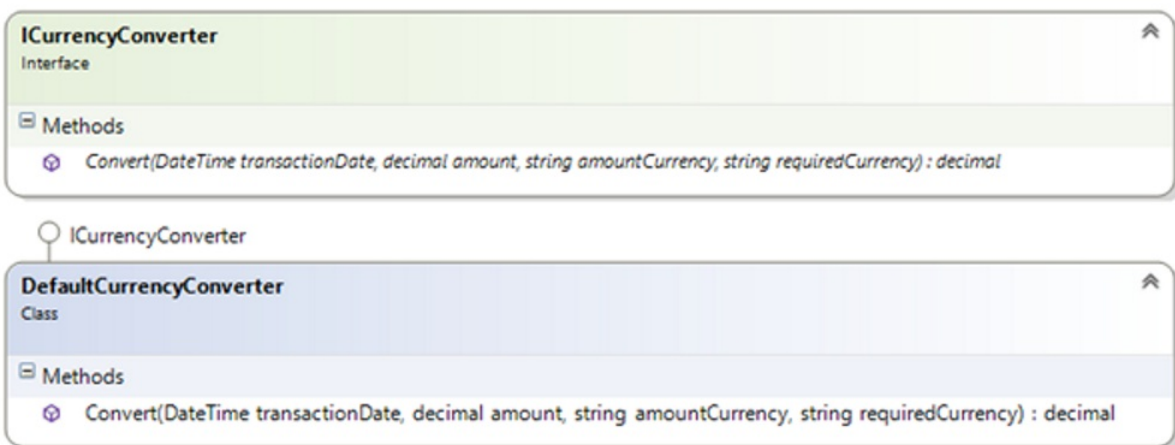 ICurrencyConverter
Interface
Methods
Convert(DateTime transactionDate, decimal amount, string amountCurrency, string requiredCurrency) : decimal
ICurrencyConverter
DefaultCurrencyConverter
Class
Methods
Convert(DateTime transactionDate, decimal amount, string amountCurrency, string requiredCurrency) : decimal